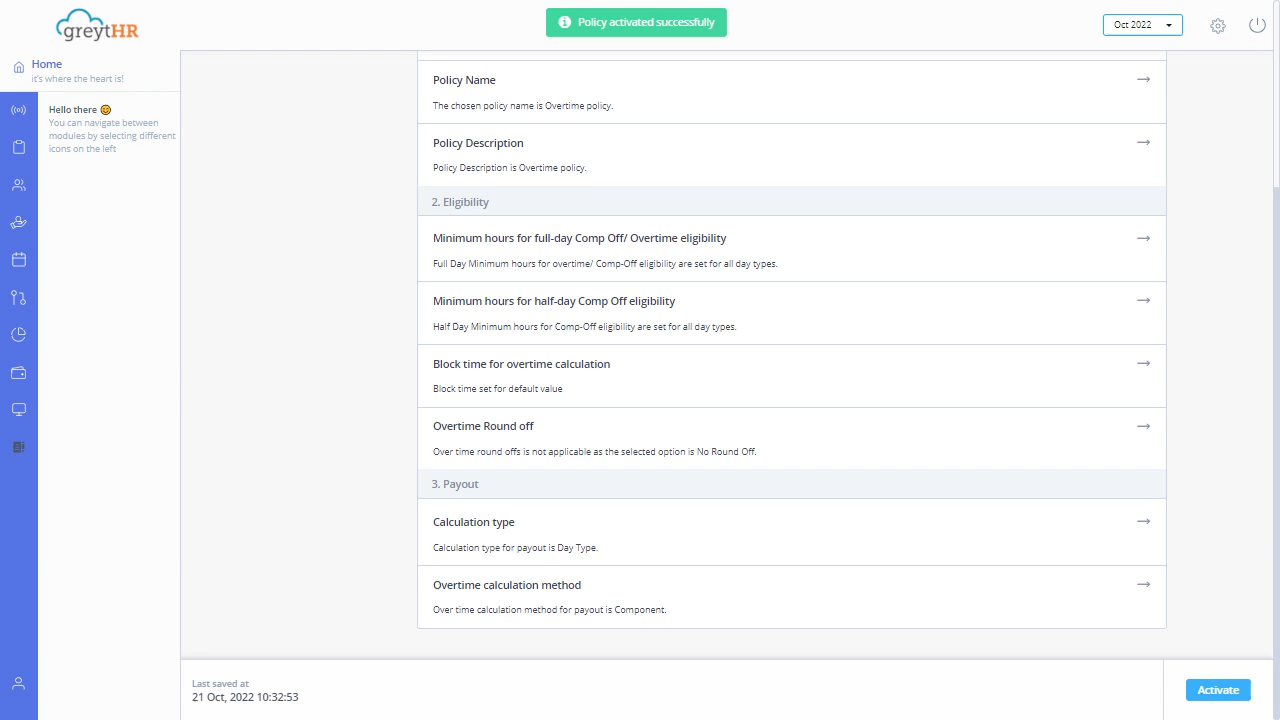 greytHR
Policy activated successfully
Oct 2022
Home
it's where the heart is!
Hello there
You can navigate between
modules by selecting different
icons on the left
Policy Name
The chosen policy name is Overtime policy.
Policy Description
Policy Description is Overtime policy.
2. Eligibility
Minimum hours for full-day Comp Off/ Overtime eligibility
Full Day Minimum hours for overtime/ Comp-Off eligibility are set for all day types.
Minimum hours for half-day Comp Off eligibility
Half Day Minimum hours for Comp-Off eligibility are set for all day types.
Block time for overtime calculation
Block time set for default value
Overtime Round off
Over time round offs is not applicable as the selected option is No Round Off.
3. Payout
Calculation type
Calculation type for payout is Day Type.
Overtime calculation method
Over time calculation method for payout is Component.
Last saved at
21 Oct, 2022 10:32:53
Activate